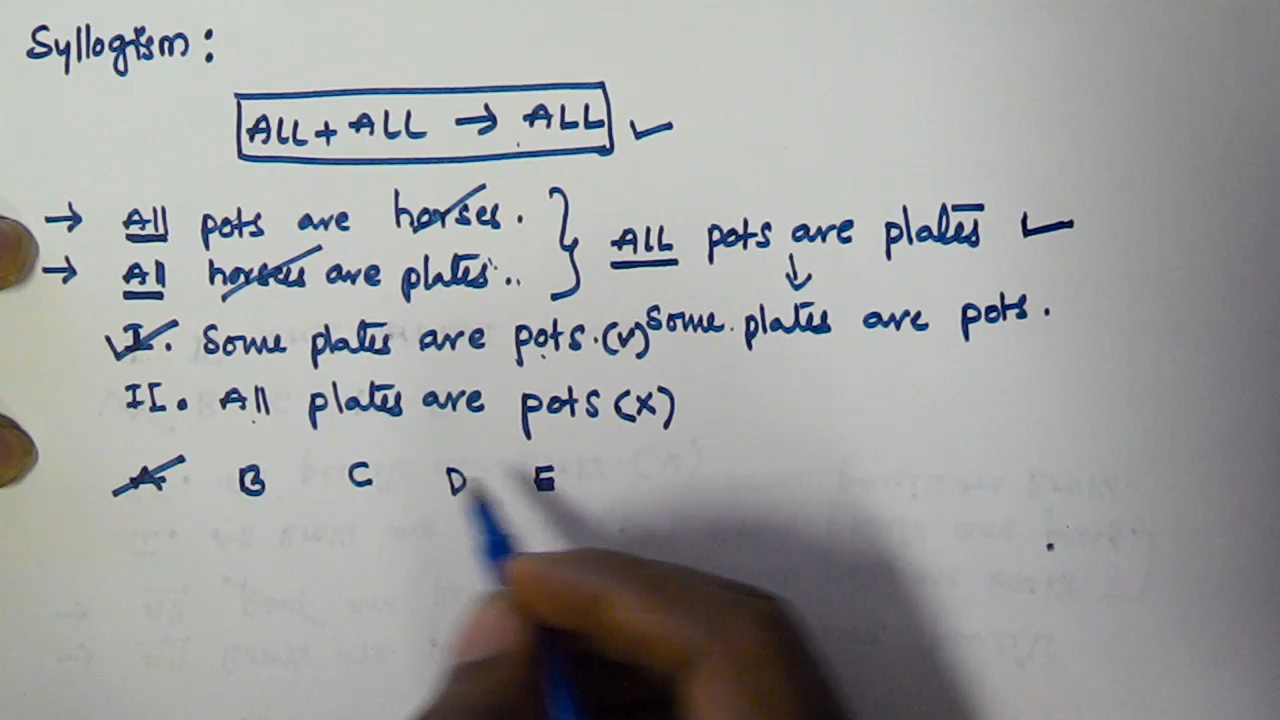 Syllogism:
ALL + ALL → ALL ✓
→ All pots are horses.
→ All horses are plates..
ALL pots are plates ✓
↓
Some plates are pots.
I. Some plates are pots. (✓)
II. All plates are pots (x)
A B C D E